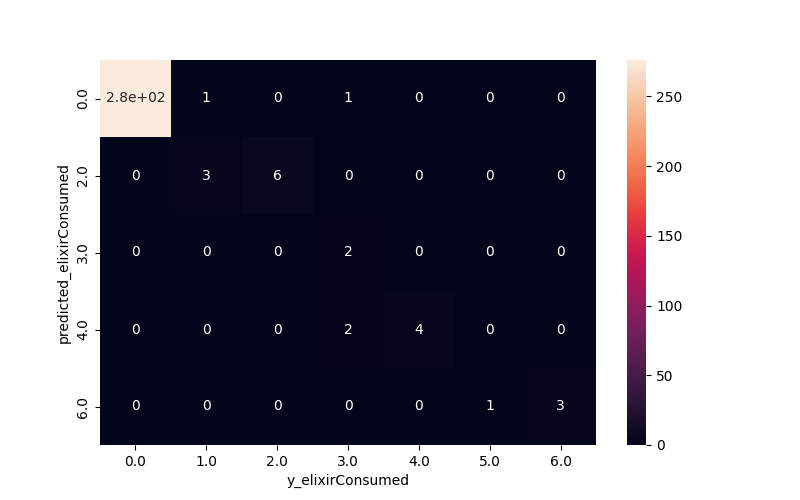 0.0 2.8e+02 1 0 1 0 0 0
2.0 0 3 6 0 0 0 0
3.0 0 0 0 2 0 0 0
4.0 0 0 0 2 4 0 0
6.0 0 0 0 0 0 1 3
predicted_elixirConsumed
0.0 1.0 2.0 3.0 4.0 5.0 6.0
y_elixirConsumed
250
200
150
100
50
0